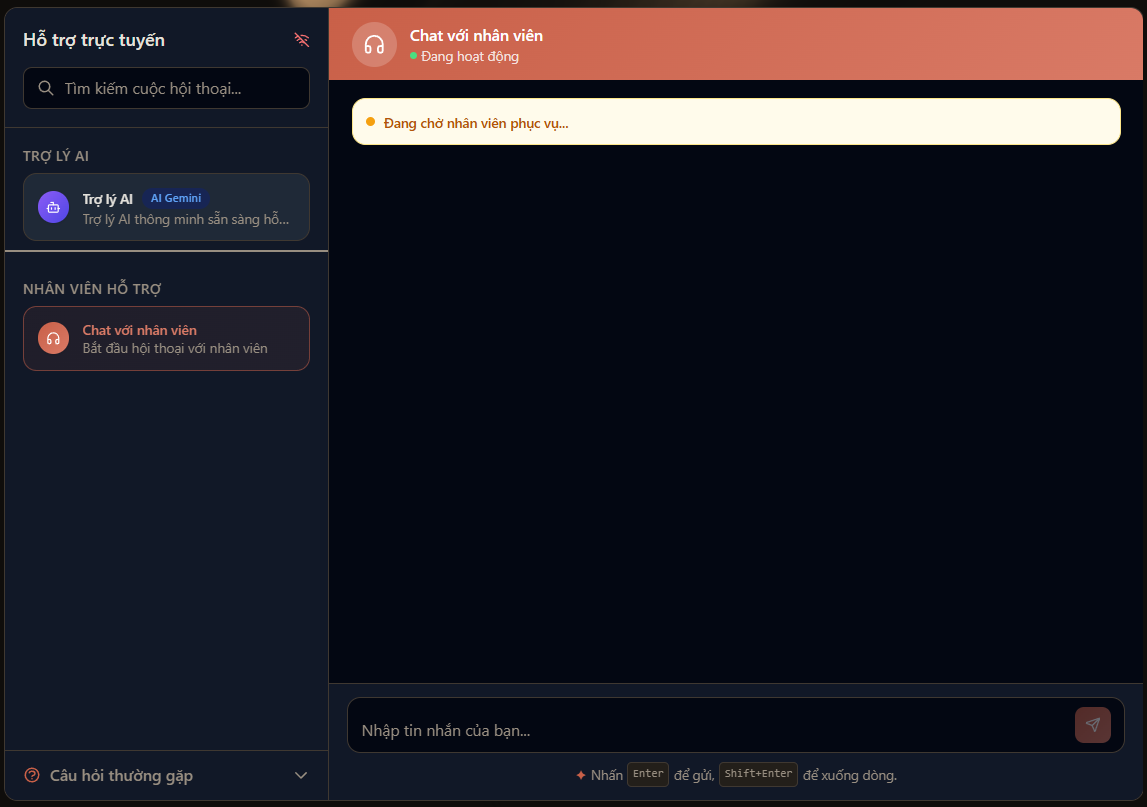 Hỗ trợ trực tuyến
Tìm kiếm cuộc hội thoại...
TRỢ LÝ AI
Trợ lý AI AI Gemini
Trợ lý AI thông minh sẵn sàng hỗ...
NHÂN VIÊN HỖ TRỢ
Chat với nhân viên
Bắt đầu hội thoại với nhân viên
Câu hỏi thường gặp
Chat với nhân viên
Đang hoạt động
Đang chờ nhân viên phục vụ...
Nhập tin nhắn của bạn...
Nhấn Enter để gửi, Shift+Enter để xuống dòng.